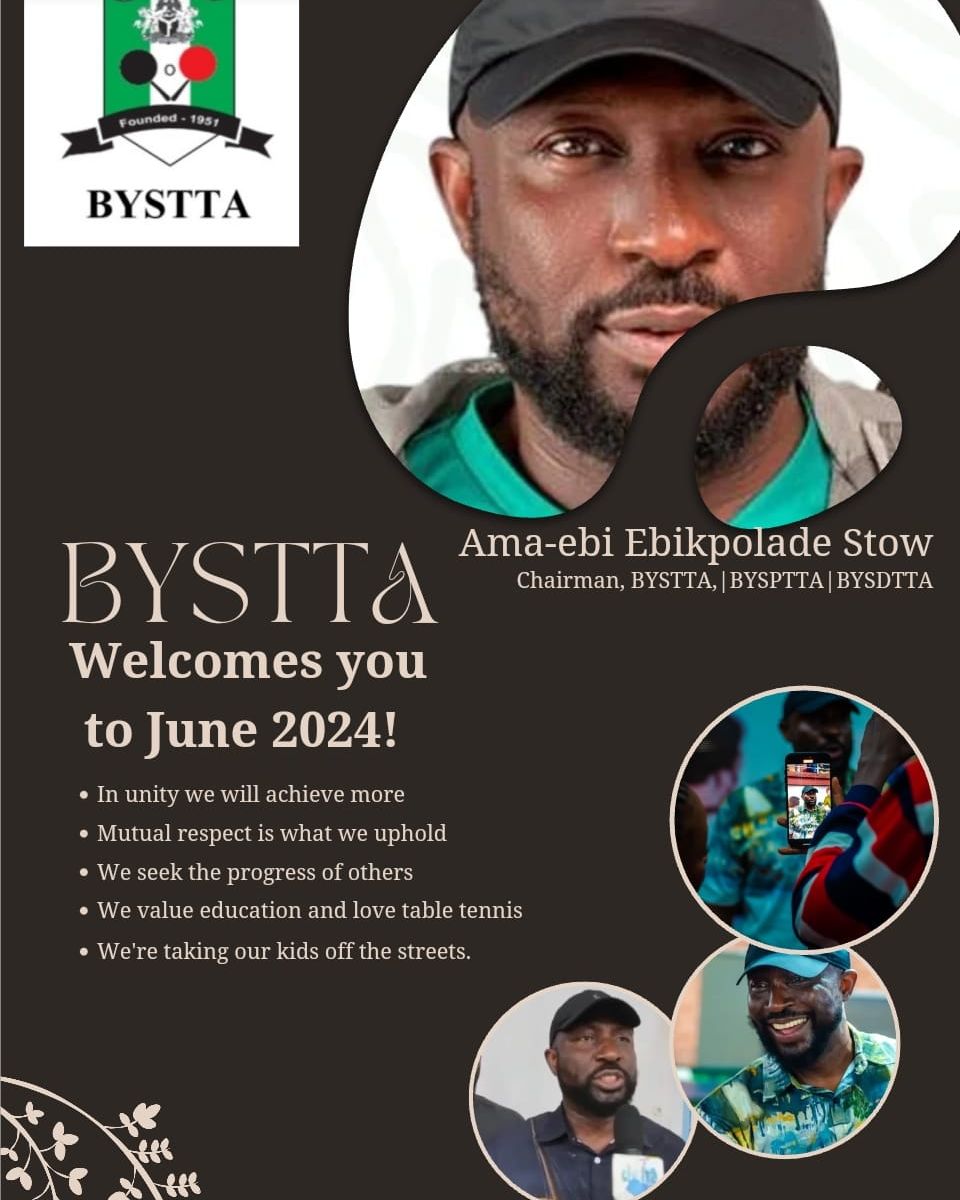 Founded - 1951
BYSTTA
Ama-ebi Ebikpolade Stow
Chairman, BYSTTA,|BYSPTTA|BYSDTTA
BYSTTA
Welcomes you
to June 2024!
• In unity we will achieve more
• Mutual respect is what we uphold
• We seek the progress of others
• We value education and love table tennis
• We're taking our kids off the streets.